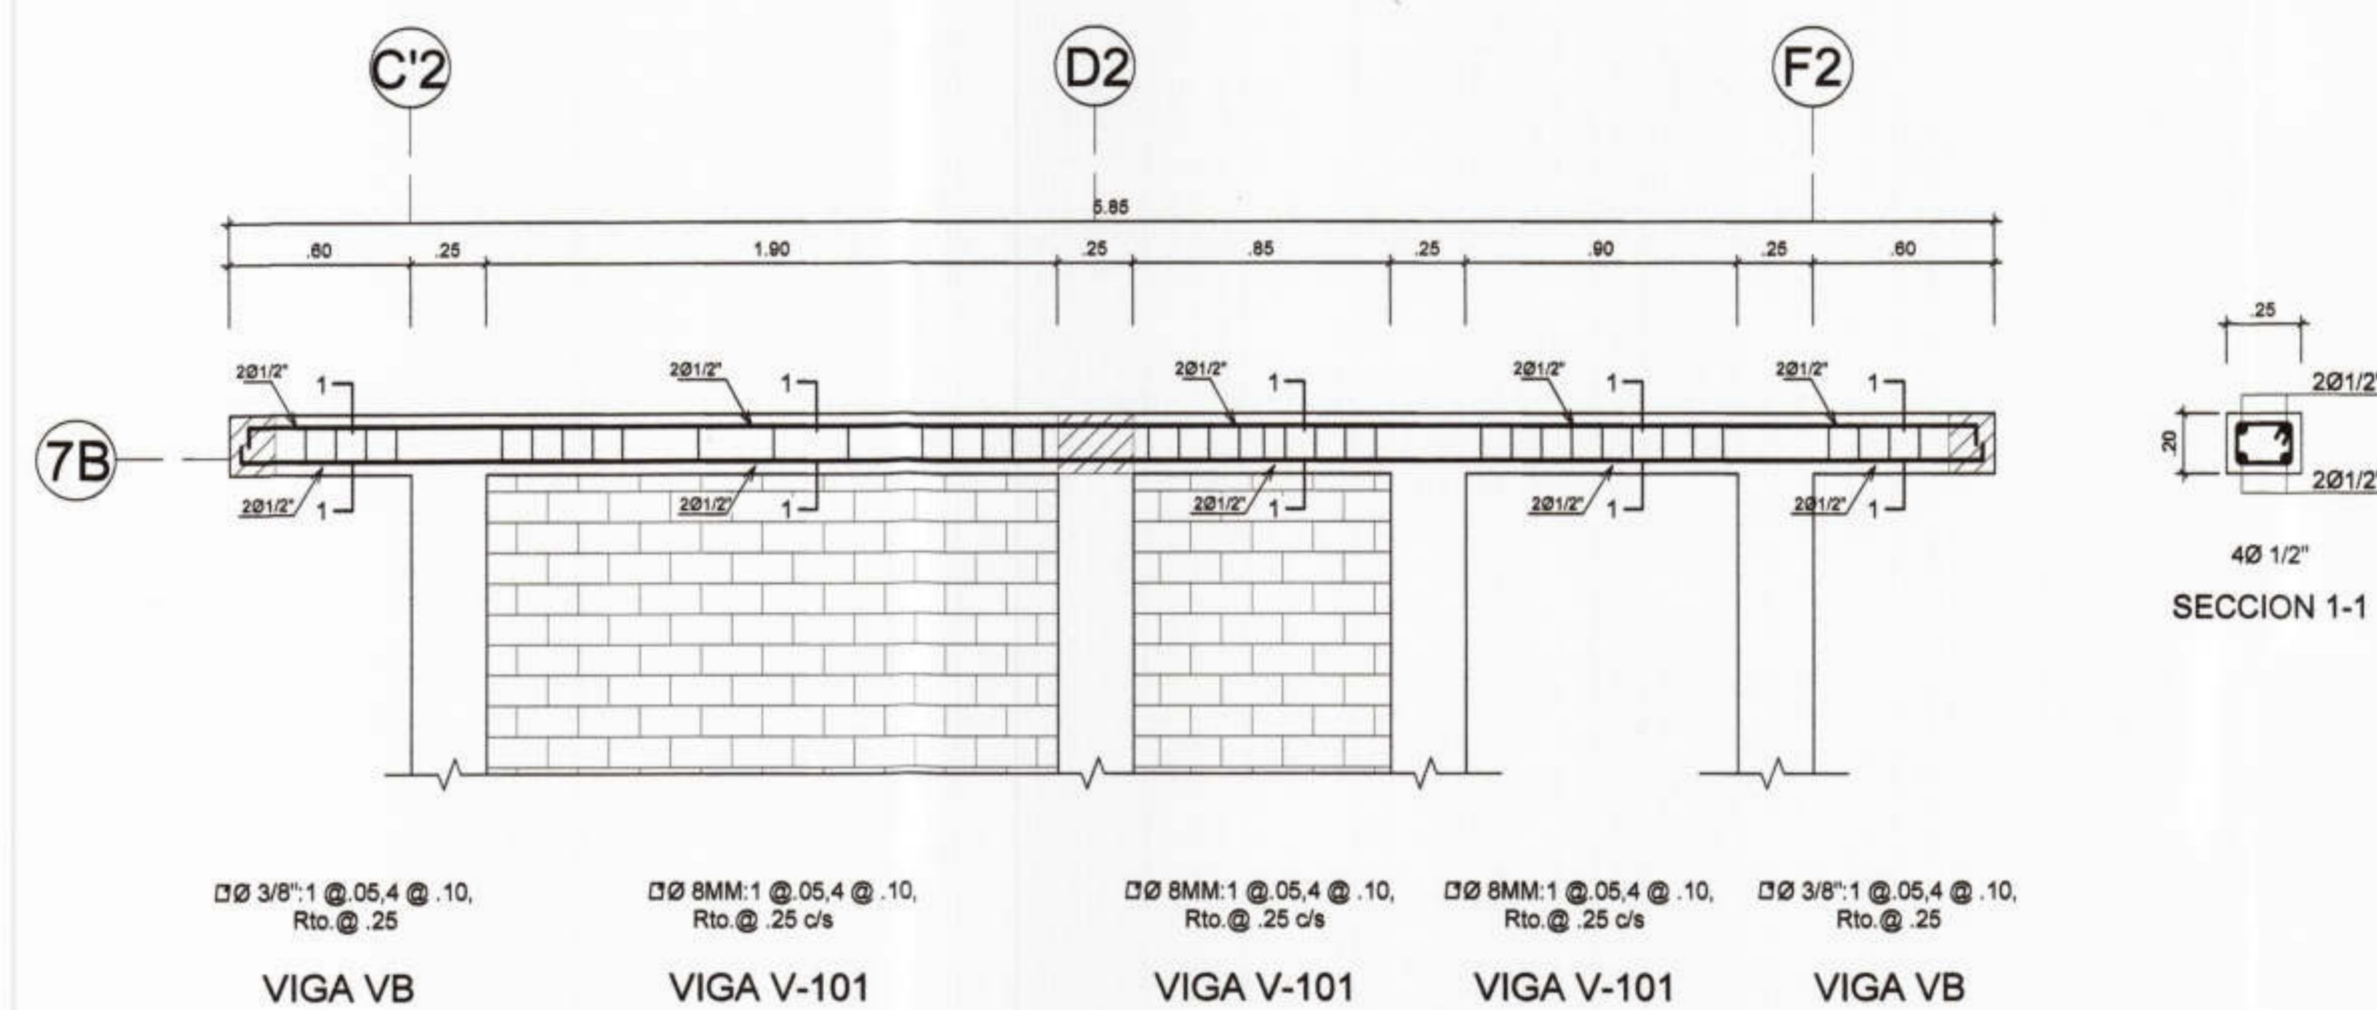 C'2
D2
F2
5.85
.60
.25
1.90
.25
.85
.25
.90
.25
.60
.25
2Ø1/2"
1
2Ø1/2"
1
2Ø1/2"
1
2Ø1/2"
1
2Ø1/2"
1
2Ø1/2"
7B
.20
2Ø1/2"
1
2Ø1/2"
1
2Ø1/2"
1
2Ø1/2"
1
2Ø1/2"
1
2Ø1/2"
4Ø 1/2"
SECCION 1-1
Ø 3/8":1 @.05,4 @ .10,
Rto.@ .25
Ø 8MM:1 @.05,4 @ .10,
Rto.@ .25 c/s
Ø 8MM:1 @.05,4 @ .10,
Rto.@ .25 c/s
Ø 8MM:1 @.05,4 @ .10,
Rto.@ .25 c/s
Ø 3/8":1 @.05,4 @ .10,
Rto.@ .25
VIGA VB
VIGA V-101
VIGA V-101
VIGA V-101
VIGA VB